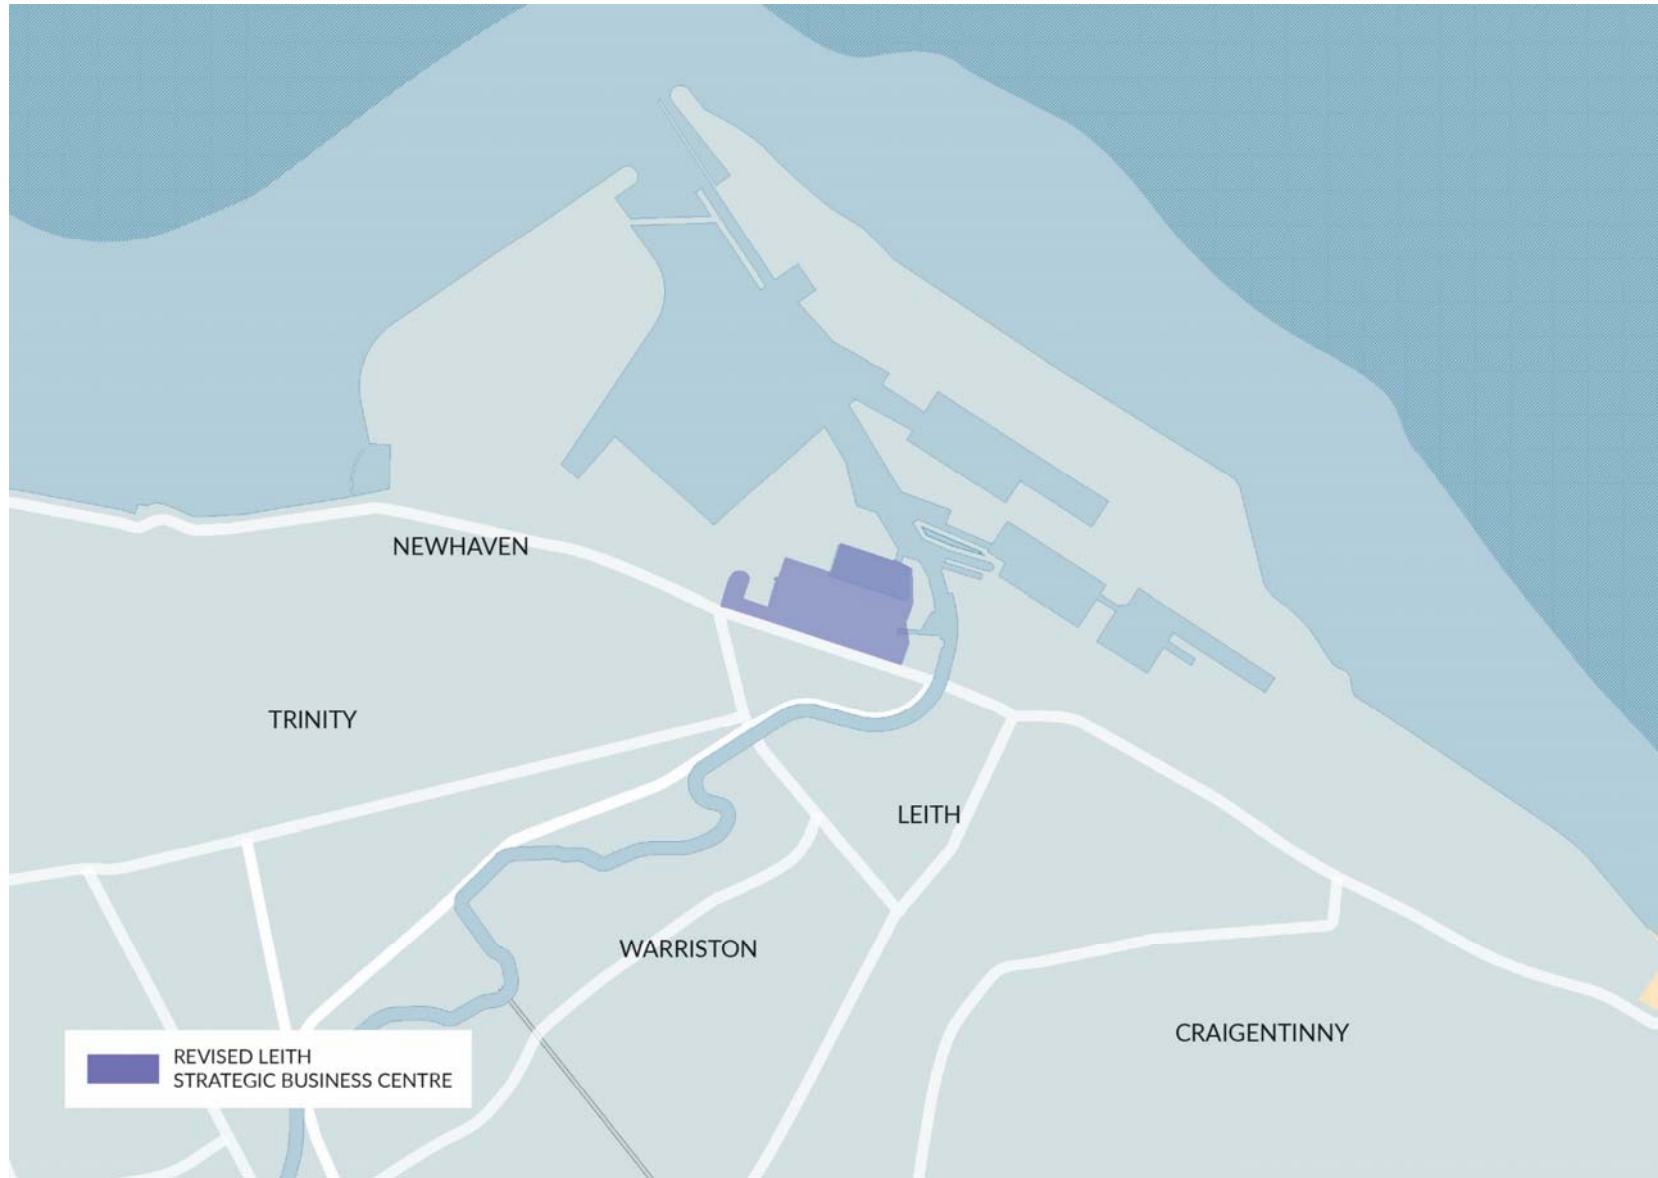 NEWHAVEN
TRINITY
LEITH
WARRISTON
CRAIGENTINNY
REVISED LEITH
STRATEGIC BUSINESS CENTRE